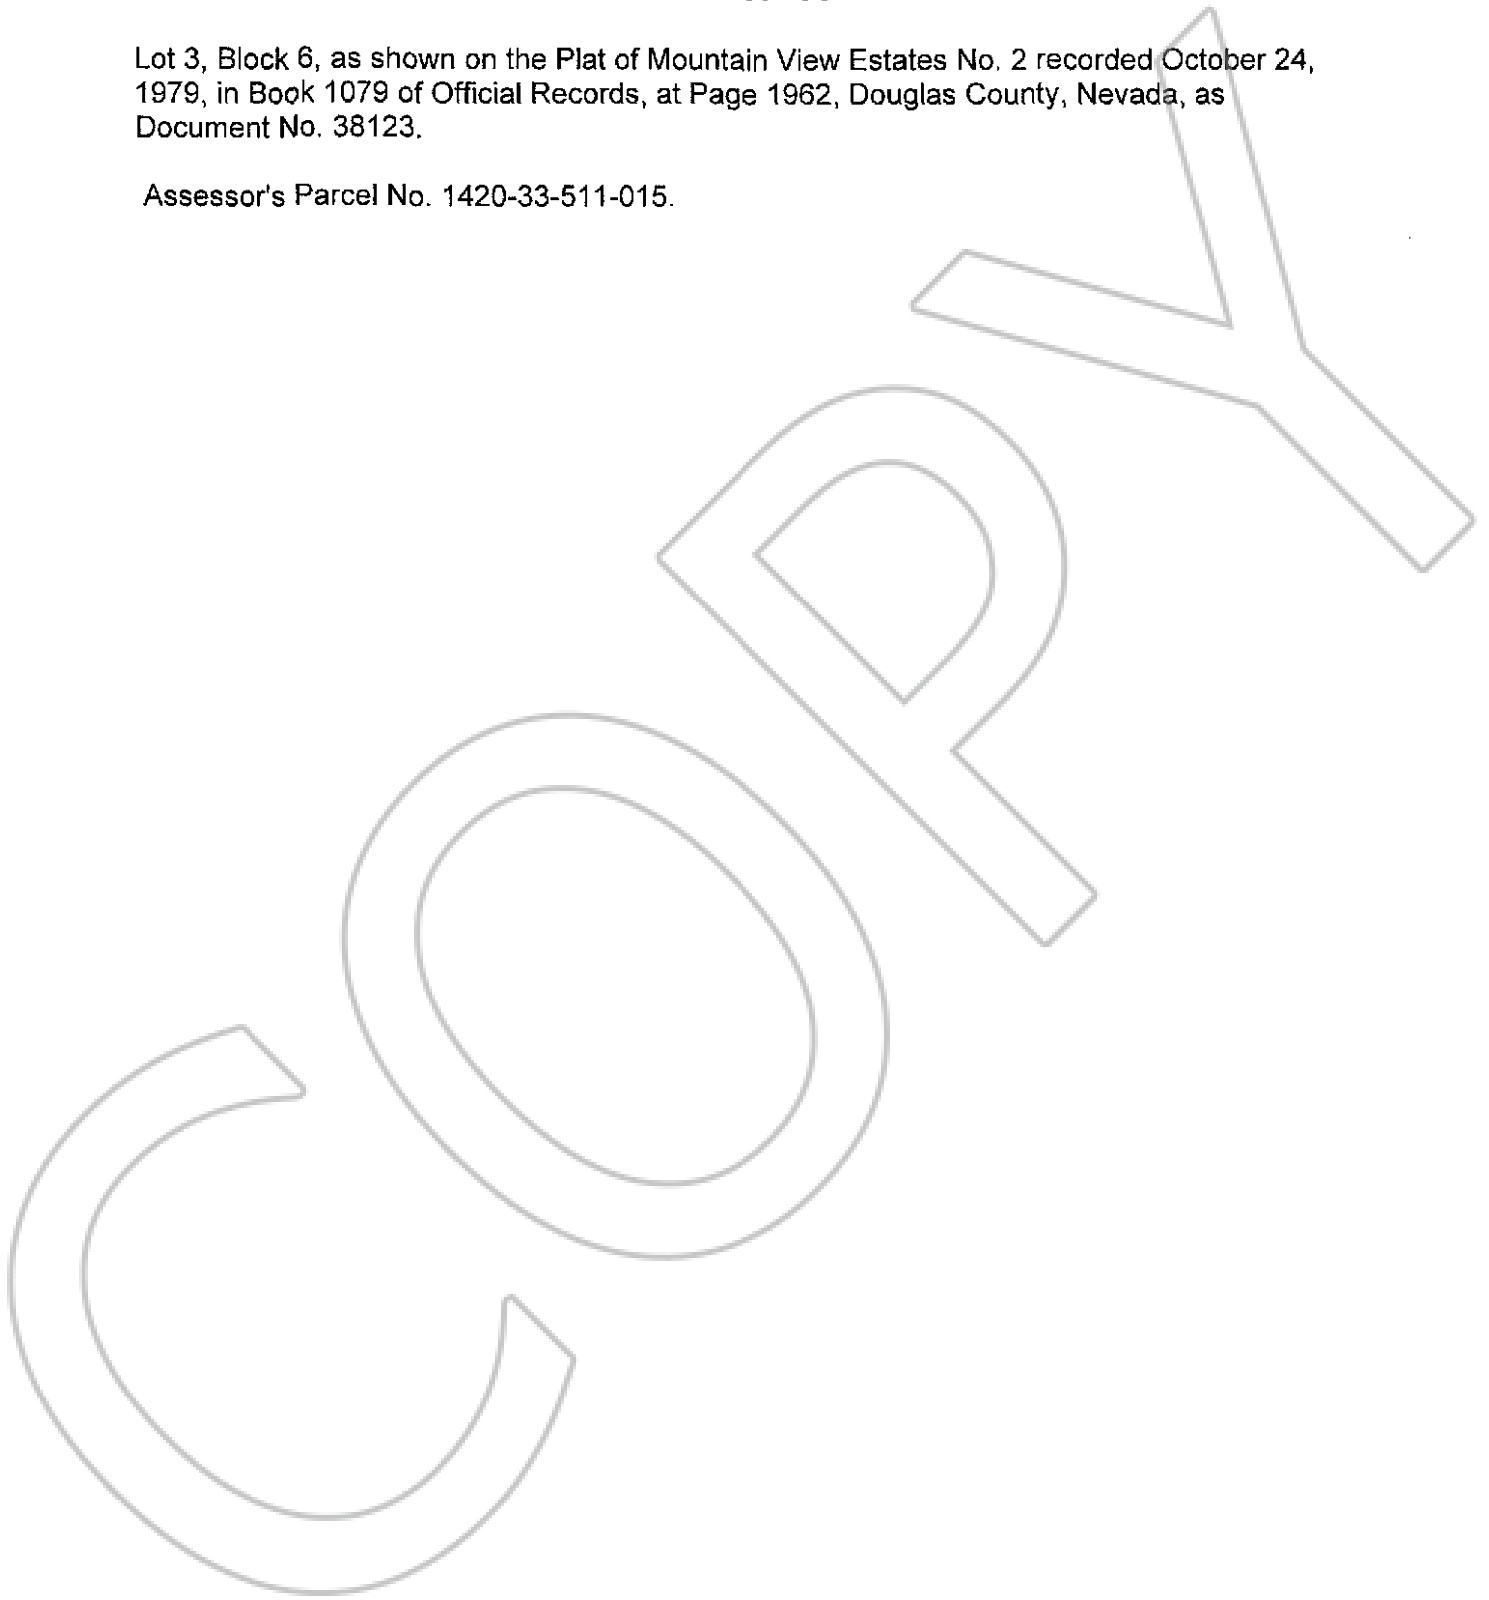 Lot 3, Block 6, as shown on the Plat of Mountain View Estates No. 2 recorded October 24,
1979, in Book 1079 of Official Records, at Page 1962, Douglas County, Nevada, as
Document No. 38123.
Assessor's Parcel No. 1420-33-511-015.
COPY